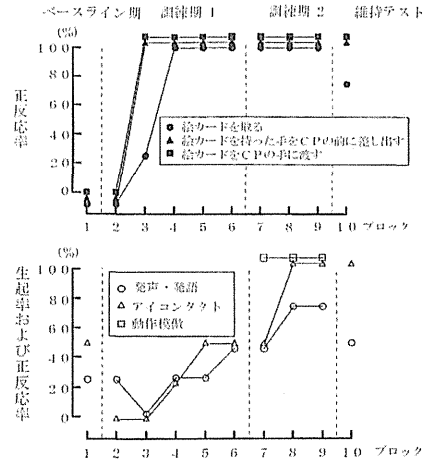 ベースライン期 調凍期1 調凍期2 維持テスト
(%)
100
80
60
40
20
0
正反応率
絵カードを取る
絵カードを持った手をCPの前に差し出す
絵カードをCPの手に渡す
1 2 3 4 5 6 7 8 9 10 ブロック
(%)
100
80
60
40
20
0
生起率および正反応率
発声・発語
アイコンタクト
動作模倣
1 2 3 4 5 6 7 8 9 10 ブロック